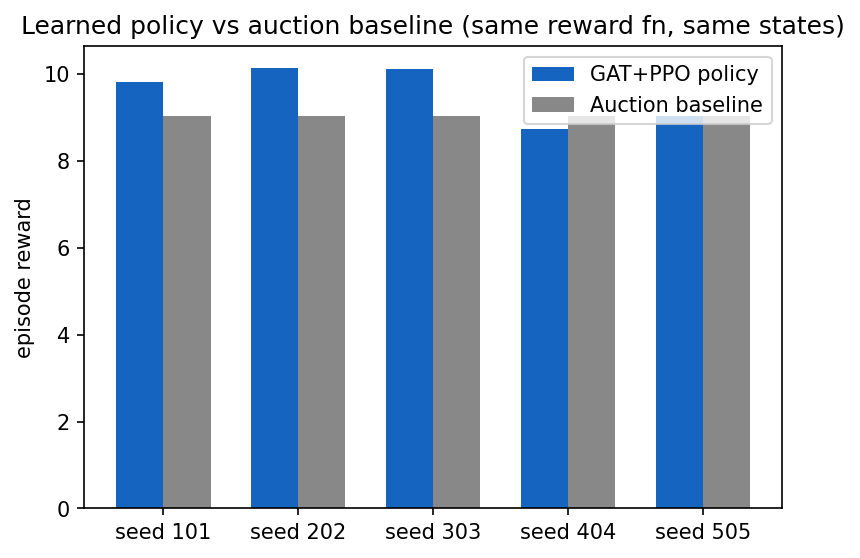 Learned policy vs auction baseline (same reward fn, same states)
GAT+PPO policy
Auction baseline
episode reward
10
8
6
4
2
0
seed 101
seed 202
seed 303
seed 404
seed 505